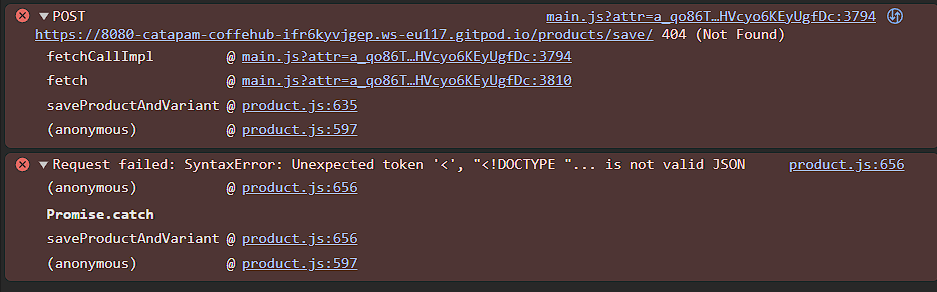 ▼POST main.js?attr=a_qo86T…HVcyo6KEyUgfDc:3794
https://8080-catapam-coffehub-ifr6kyvjgep.ws-eu117.gitpod.io/products/save/ 404 (Not Found)
fetchCallImpl @ main.js?attr=a_qo86T…HVcyo6KEyUgfDc:3794
fetch @ main.js?attr=a_qo86T…HVcyo6KEyUgfDc:3810
saveProductAndVariant @ product.js:635
(anonymous) @ product.js:597
▼Request failed: SyntaxError: Unexpected token '<', "<!DOCTYPE "... is not valid JSON product.js:656
(anonymous) @ product.js:656
Promise.catch
saveProductAndVariant @ product.js:656
(anonymous) @ product.js:597